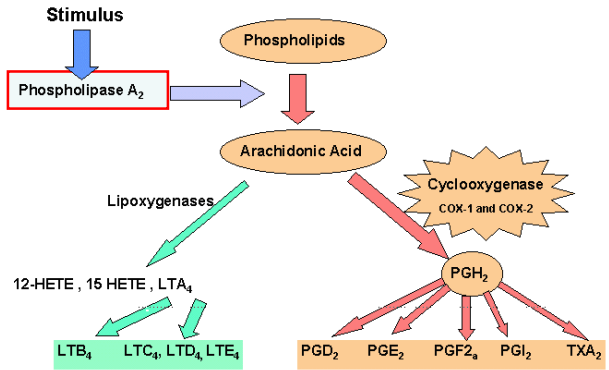 Stimulus
Phospholipids
Phospholipase A₂
Arachidonic Acid
Cyclooxygenase
COX-1 and COX-2
Lipoxygenases
PGH₂
12-HETE , 15 HETE , LTA₄
LTB₄ LTC₄, LTD₄, LTE₄
PGD₂ PGE₂ PGF2ₐ PGI₂ TXA₂